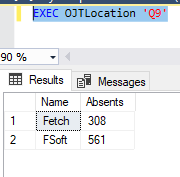 EXEC OJTLocation 'Q9'
90 %
Results Messages
Name Absents
1 Fetch 308
2 FSoft 561